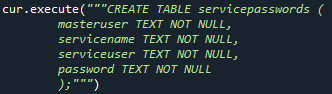 cur.execute("""CREATE TABLE servicepasswords (
masteruser TEXT NOT NULL,
servicename TEXT NOT NULL,
serviceuser TEXT NOT NULL,
password TEXT NOT NULL
);""")